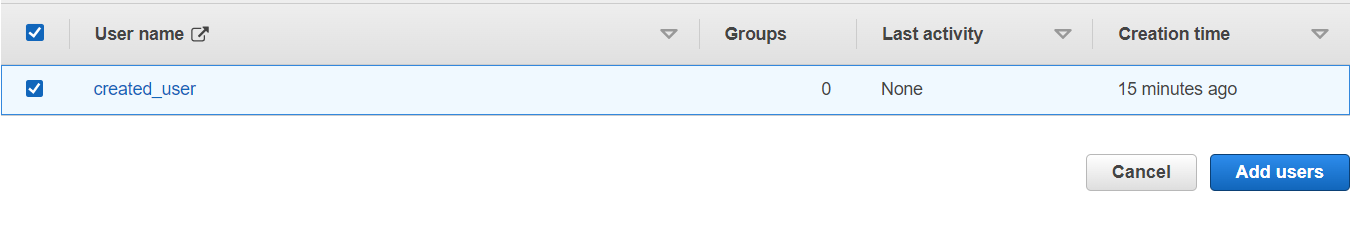 User name Groups Last activity Creation time
created_user 0 None 15 minutes ago
Cancel Add users